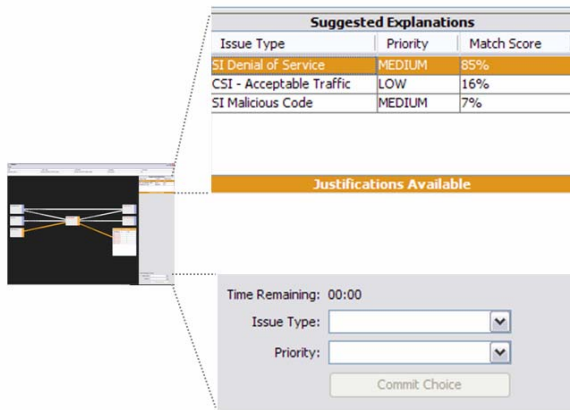 Suggested Explanations
Issue Type Priority Match Score
SI Denial of Service MEDIUM 85%
CSI - Acceptable Traffic LOW 16%
SI Malicious Code MEDIUM 7%
Justifications Available
Time Remaining: 00:00
Issue Type:
Priority:
Commit Choice